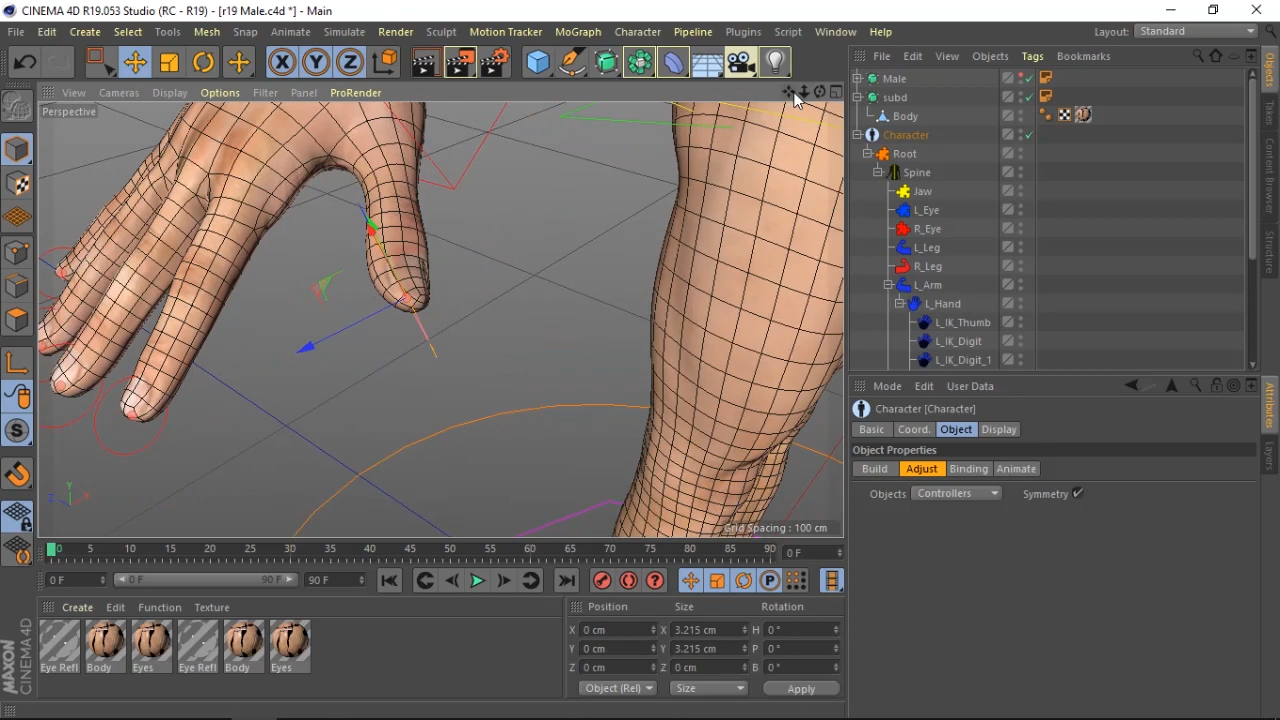 CINEMA 4D R19.053 Studio (RC - R19) - [r19 Male.c4d *] - Main
File Edit Create Select Tools Mesh Snap Animate Simulate Render Sculpt Motion Tracker MoGraph Character Pipeline Plugins Script Window Help Layout: Standard
File Edit View Objects Tags Bookmarks
View Cameras Display Options Filter Panel ProRender
Perspective
Male
subd
Body
Character
Root
Spine
Jaw
L_Eye
R_Eye
L_Leg
R_Leg
L_Arm
L_Hand
L_IK_Thumb
L_IK_Digit
L_IK_Digit_1
Objects
Takes
Content Browser
Structure
Mode Edit User Data
Character [Character]
Basic Coord. Object Display
Object Properties
Build Adjust Binding Animate
Objects Controllers Symmetry
Attributes
Layers
Y
X
Z
Grid Spacing : 100 cm
0 5 10 15 20 25 30 35 40 45 50 55 60 65 70 75 80 85 90 0 F
0 F 0 F 90 F 90 F
Create Edit Function Texture
Eye Refl Body Eyes Eye Refl Body Eyes
Position Size Rotation
X 0 cm X 3.215 cm H 0 °
Y 0 cm Y 3.215 cm P 0 °
Z 0 cm Z 0 cm B 0 °
Object (Rel) Size Apply
MAXON
CINEMA 4D